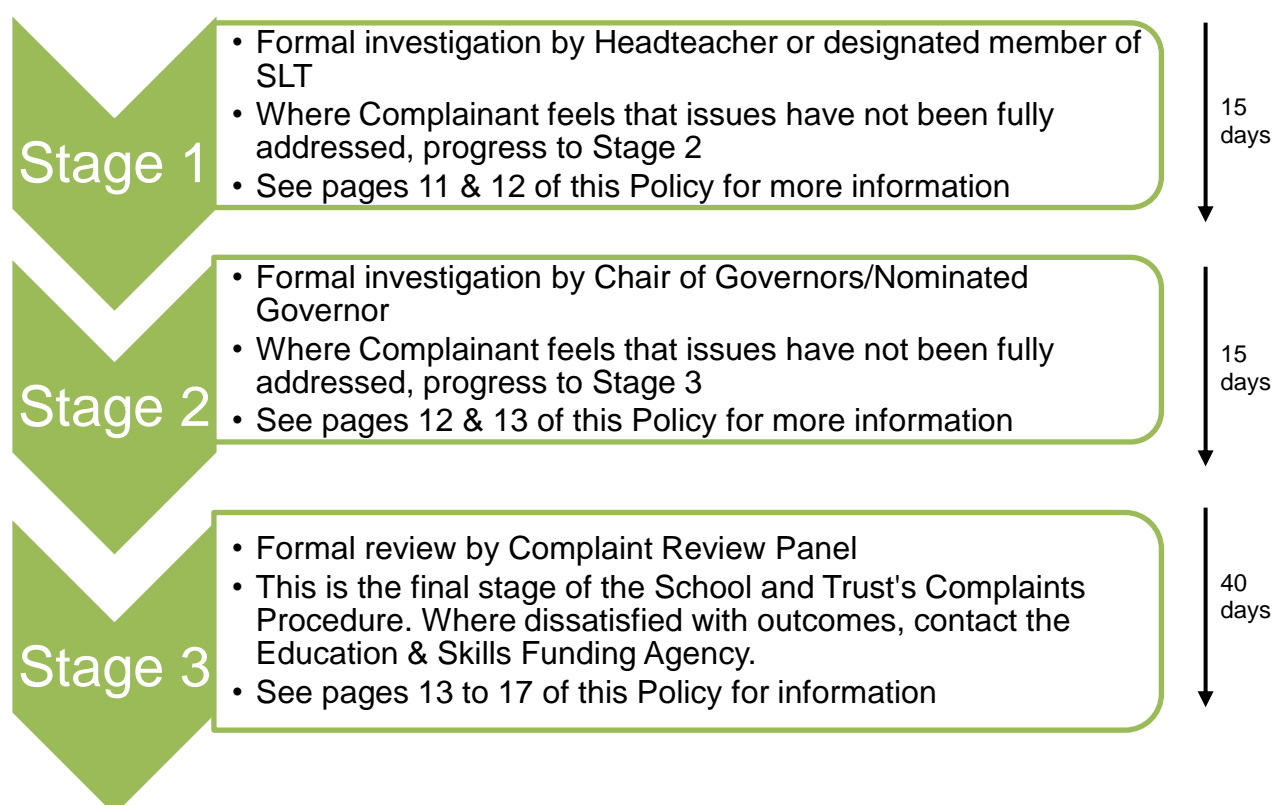 Stage 1
• Formal investigation by Headteacher or designated member of
SLT
• Where Complainant feels that issues have not been fully
addressed, progress to Stage 2
• See pages 11 & 12 of this Policy for more information
15
days
Stage 2
• Formal investigation by Chair of Governors/Nominated
Governor
• Where Complainant feels that issues have not been fully
addressed, progress to Stage 3
• See pages 12 & 13 of this Policy for more information
15
days
Stage 3
• Formal review by Complaint Review Panel
• This is the final stage of the School and Trust's Complaints
Procedure. Where dissatisfied with outcomes, contact the
Education & Skills Funding Agency.
• See pages 13 to 17 of this Policy for information
40
days